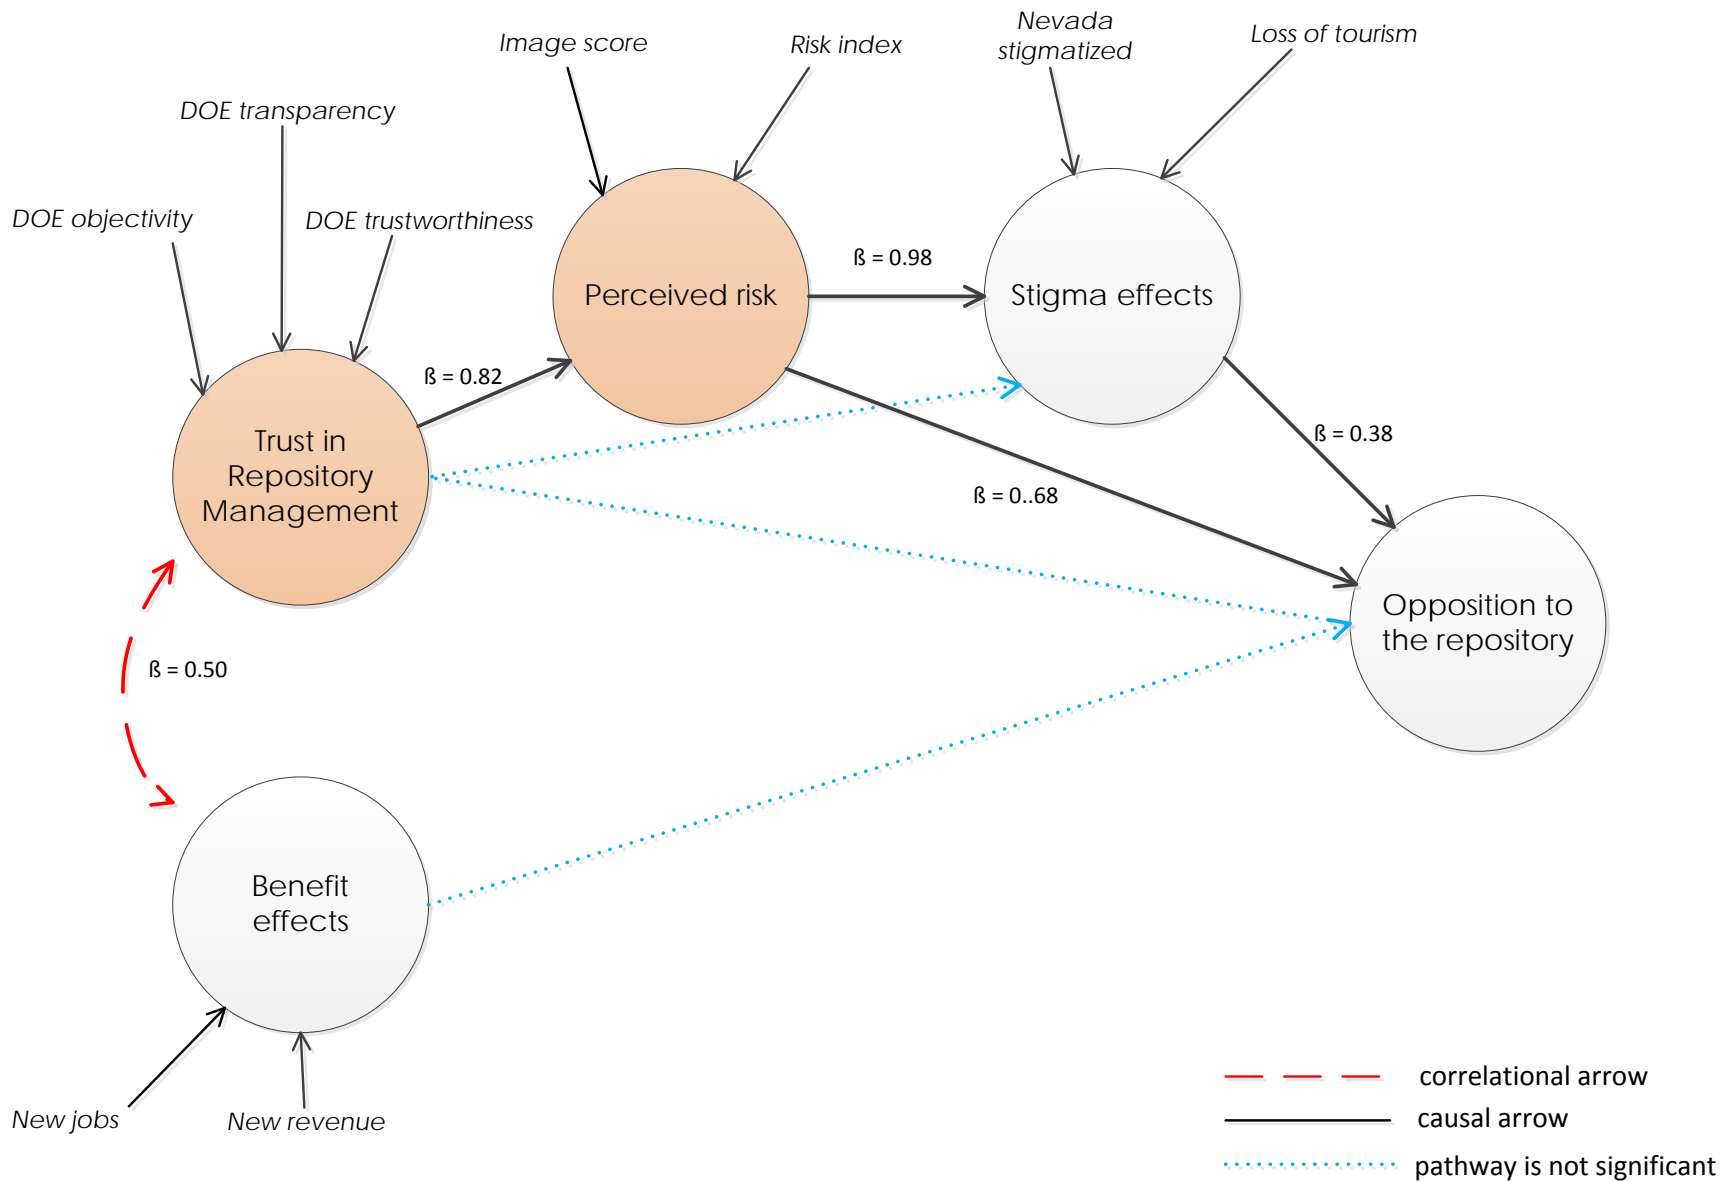 Nevada
stigmatized
Image score
Risk index
Loss of tourism
DOE transparency
DOE objectivity
DOE trustworthiness
ß = 0.98
Perceived risk
Stigma effects
ß = 0.82
Trust in
Repository
Management
ß = 0.38
ß = 0..68
Opposition to
the repository
ß = 0.50
Benefit
effects
New jobs
New revenue
correlational arrow
causal arrow
pathway is not significant